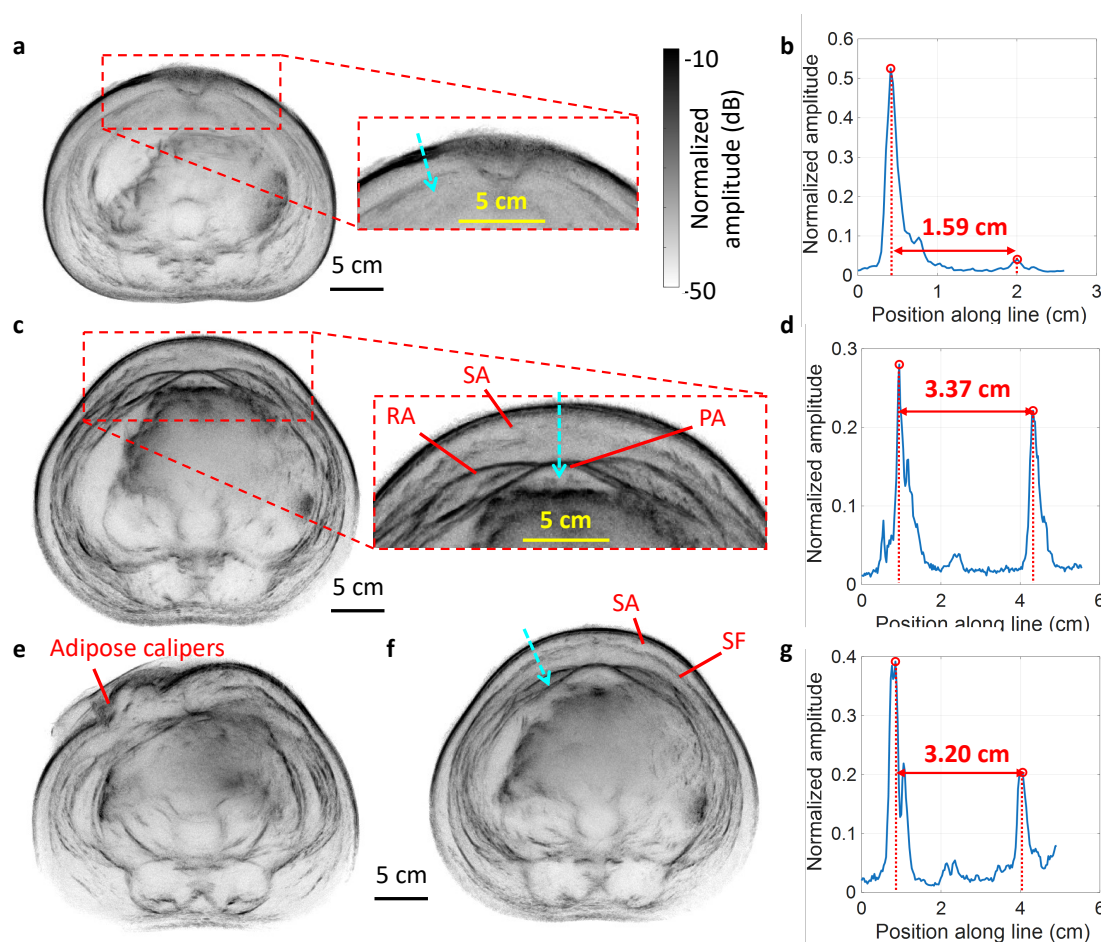 a
5 cm
5 cm
-10
Normalized
amplitude (dB)
-50
b
0.6
0.5
0.4
0.3
0.2
0.1
0
Normalized amplitude
1.59 cm
0 1 2 3
Position along line (cm)
c
5 cm
SA
RA
PA
5 cm
d
0.3
0.2
0.1
0
Normalized amplitude
3.37 cm
0 2 4 6
Position along line (cm)
e
Adipose calipers
5 cm
f
SA
SF
5 cm
g
0.4
0.3
0.2
0.1
0
Normalized amplitude
3.20 cm
0 2 4 6
Position along line (cm)